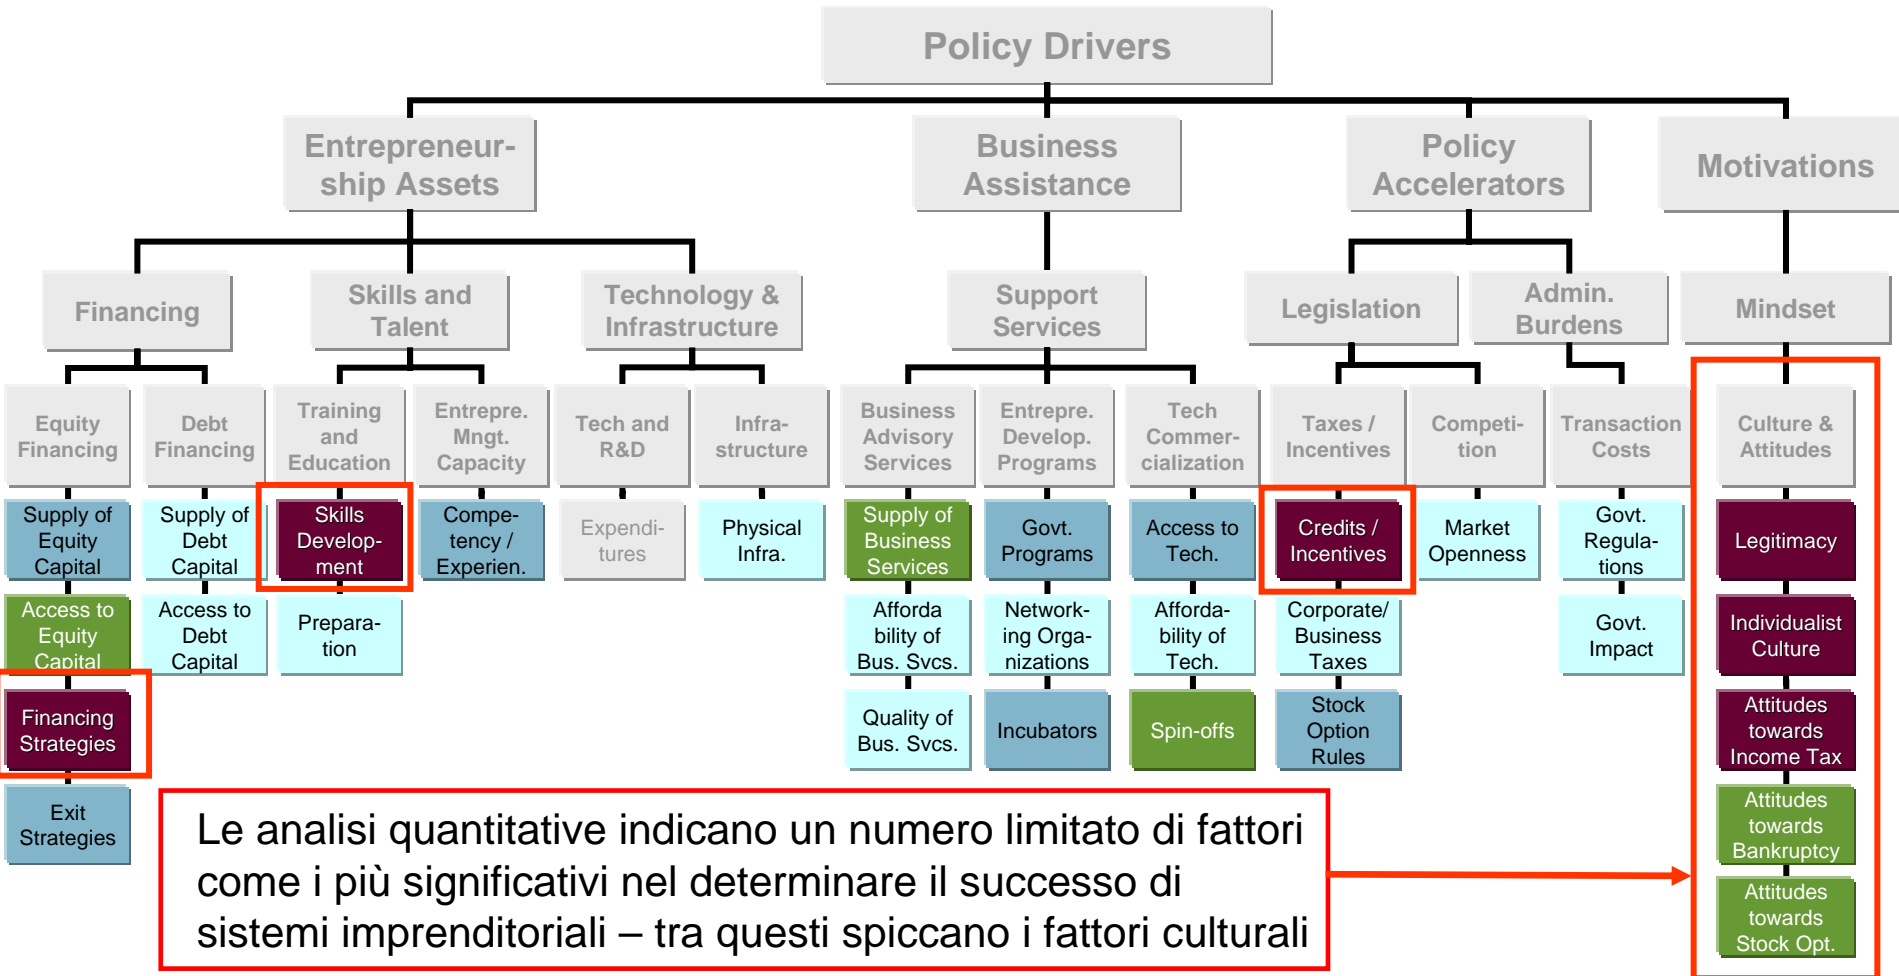 Policy Drivers
Entrepreneur-
ship Assets
Business
Assistance
Policy
Accelerators
Motivations
Financing
Skills and
Talent
Technology &
Infrastructure
Support
Services
Legislation
Admin.
Burdens
Mindset
Equity
Financing
Debt
Financing
Training
and
Education
Entrepre.
Mngt.
Capacity
Tech and
R&D
Infra-
structure
Business
Advisory
Services
Entrepre.
Develop.
Programs
Tech
Commer-
cialization
Taxes /
Incentives
Competi-
tion
Transaction
Costs
Culture &
Attitudes
Supply of
Equity
Capital
Supply of
Debt
Capital
Skills
Develop-
ment
Compe-
tency /
Experien.
Expendi-
tures
Physical
Infra.
Supply of
Business
Services
Govt.
Programs
Access to
Tech.
Credits /
Incentives
Market
Openness
Govt.
Regula-
tions
Legitimacy
Access to
Equity
Capital
Access to
Debt
Capital
Prepara-
tion
Afforda
bility of
Bus. Svcs.
Network-
ing Orga-
nizations
Afforda-
bility of
Tech.
Corporate/
Business
Taxes
Govt.
Impact
Individualist
Culture
Financing
Strategies
Quality of
Bus. Svcs.
Incubators
Spin-offs
Stock
Option
Rules
Attitudes
towards
Income Tax
Exit
Strategies
Attitudes
towards
Bankruptcy
Attitudes
towards
Stock Opt.
Le analisi quantitative indicano un numero limitato di fattori
come i più significativi nel determinare il successo di
sistemi imprenditoriali – tra questi spiccano i fattori culturali